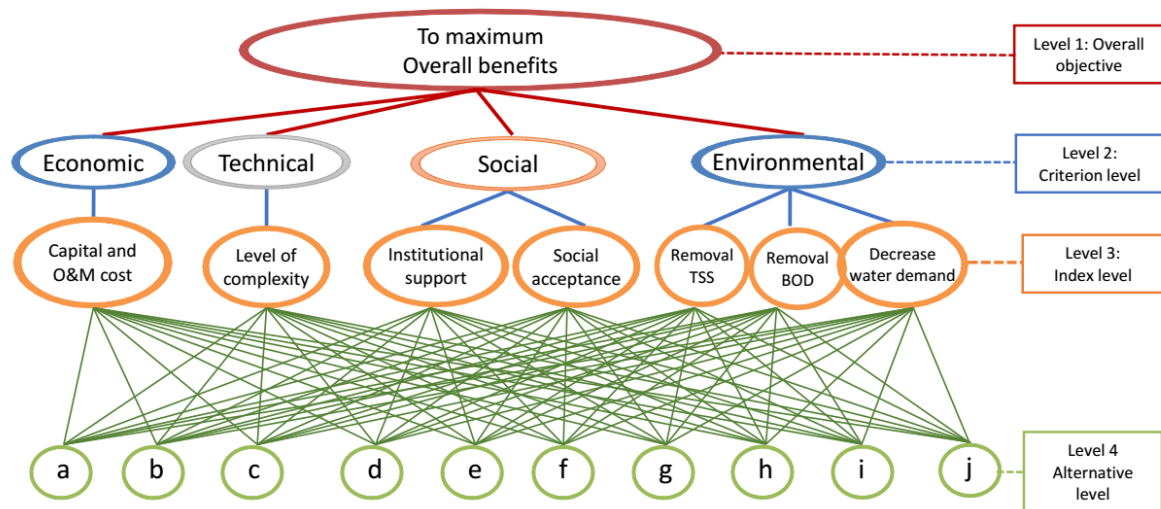 To maximum
Overall benefits
Level 1: Overall
objective
Economic
Technical
Social
Environmental
Level 2:
Criterion level
Capital and
O&M cost
Level of
complexity
Institutional
support
Social
acceptance
Removal
TSS
Removal
BOD
Decrease
water demand
Level 3:
Index level
a
b
c
d
e
f
g
h
i
j
Level 4
Alternative
level